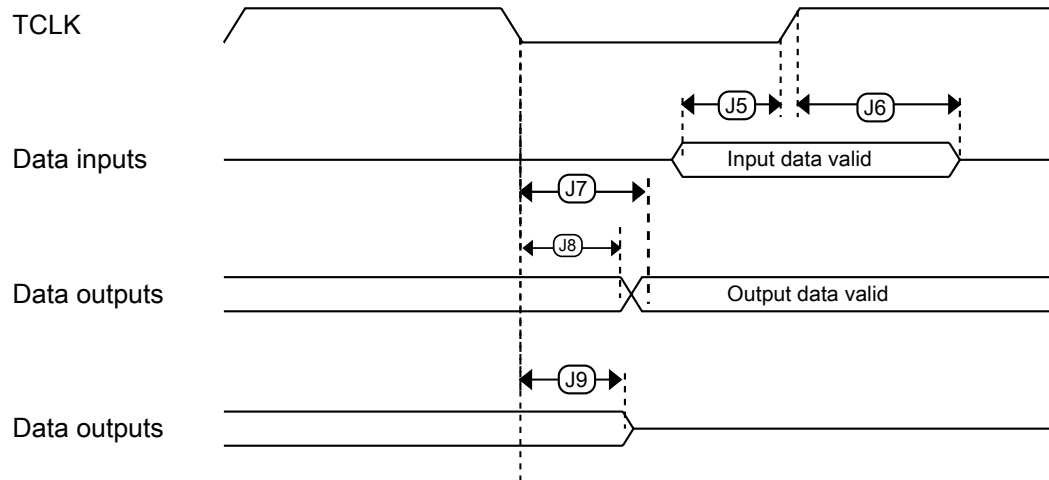 TCLK
J5
J6
Data inputs
Input data valid
J7
J8
Data outputs
Output data valid
J9
Data outputs